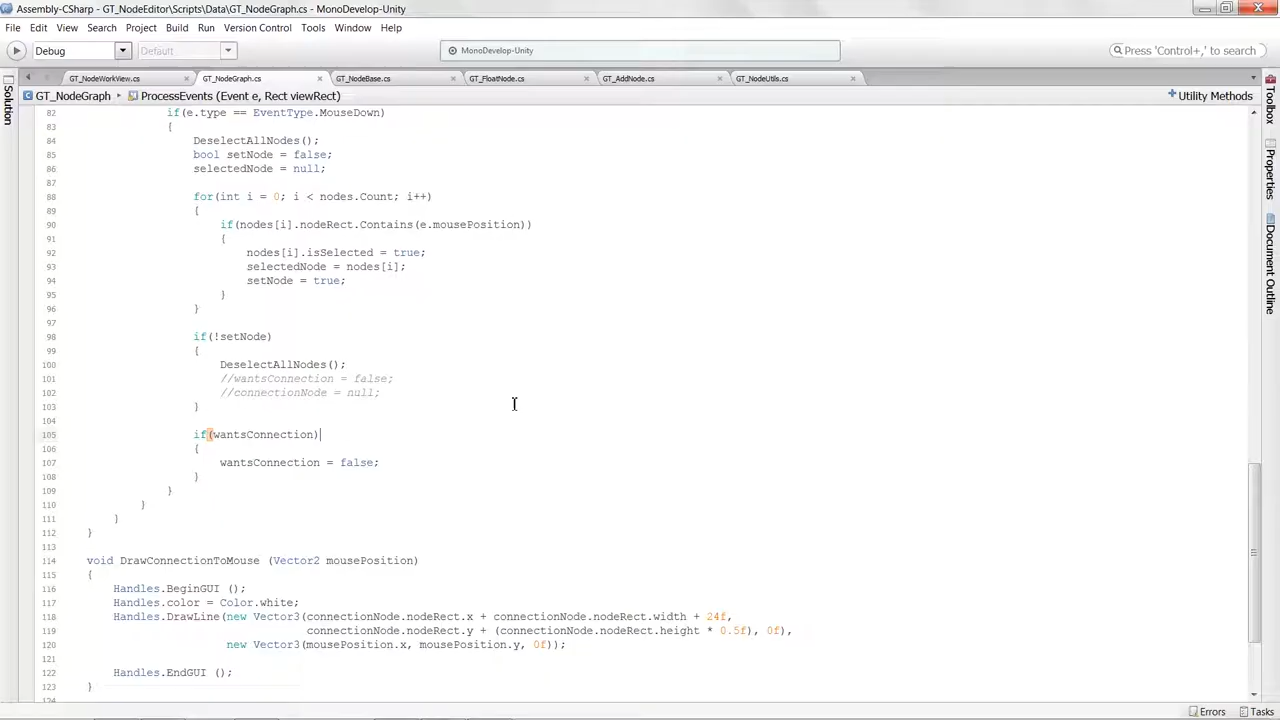 Assembly-CSharp - GT_NodeEditor\Scripts\Data\GT_NodeGraph.cs - MonoDevelop-Unity
File Edit View Search Project Build Run Version Control Tools Window Help
Debug Default MonoDevelop-Unity Press 'Control+,' to search
GT_NodeWorkView.cs GT_NodeGraph.cs GT_NodeBase.cs GT_FloatNode.cs GT_AddNode.cs GT_NodeUtils.cs
GT_NodeGraph ProcessEvents (Event e, Rect viewRect) Utility Methods
Solution
Toolbox
Properties
Document Outline
82 if(e.type == EventType.MouseDown)
83 {
84 DeselectAllNodes();
85 bool setNode = false;
86 selectedNode = null;
87
88 for(int i = 0; i < nodes.Count; i++)
89 {
90 if(nodes[i].nodeRect.Contains(e.mousePosition))
91 {
92 nodes[i].isSelected = true;
93 selectedNode = nodes[i];
94 setNode = true;
95 }
96 }
97
98 if(!setNode)
99 {
100 DeselectAllNodes();
101 //wantsConnection = false;
102 //connectionNode = null;
103 }
104
105 if(wantsConnection)
106 {
107 wantsConnection = false;
108 }
109 }
110 }
111 }
112 }
113
114 void DrawConnectionToMouse (Vector2 mousePosition)
115 {
116 Handles.BeginGUI ();
117 Handles.color = Color.white;
118 Handles.DrawLine(new Vector3(connectionNode.nodeRect.x + connectionNode.nodeRect.width + 24f,
119 connectionNode.nodeRect.y + (connectionNode.nodeRect.height * 0.5f), 0f),
120 new Vector3(mousePosition.x, mousePosition.y, 0f));
121
122 Handles.EndGUI ();
123 }
124
Errors Tasks